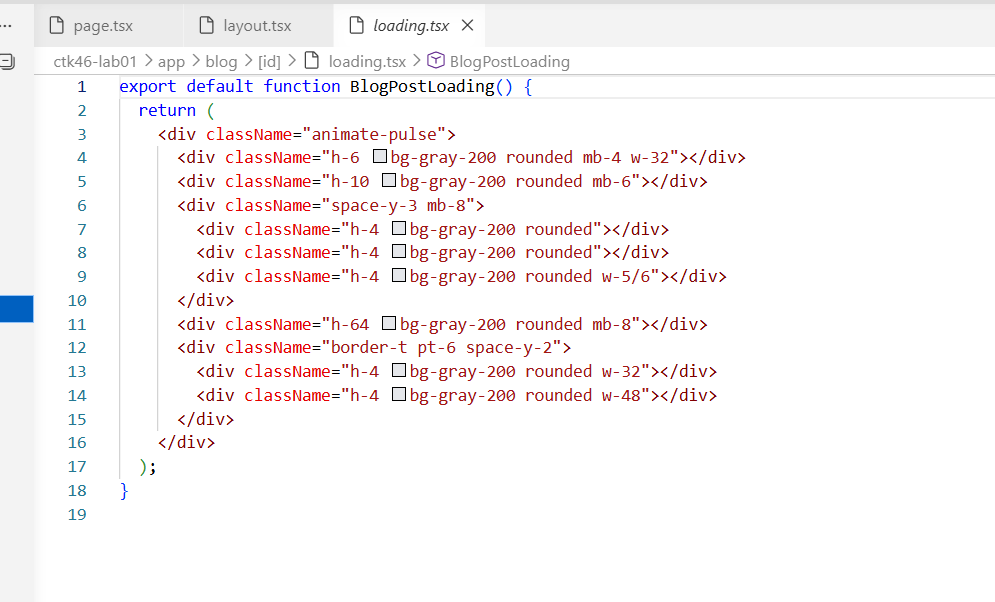 ... page.tsx layout.tsx loading.tsx
ctk46-lab01 > app > blog > [id] > loading.tsx > BlogPostLoading
1 export default function BlogPostLoading() {
2   return (
3     <div className="animate-pulse">
4       <div className="h-6 bg-gray-200 rounded mb-4 w-32"></div>
5       <div className="h-10 bg-gray-200 rounded mb-6"></div>
6       <div className="space-y-3 mb-8">
7         <div className="h-4 bg-gray-200 rounded"></div>
8         <div className="h-4 bg-gray-200 rounded"></div>
9         <div className="h-4 bg-gray-200 rounded w-5/6"></div>
10       </div>
11       <div className="h-64 bg-gray-200 rounded mb-8"></div>
12       <div className="border-t pt-6 space-y-2">
13         <div className="h-4 bg-gray-200 rounded w-32"></div>
14         <div className="h-4 bg-gray-200 rounded w-48"></div>
15       </div>
16     </div>
17   );
18 }
19